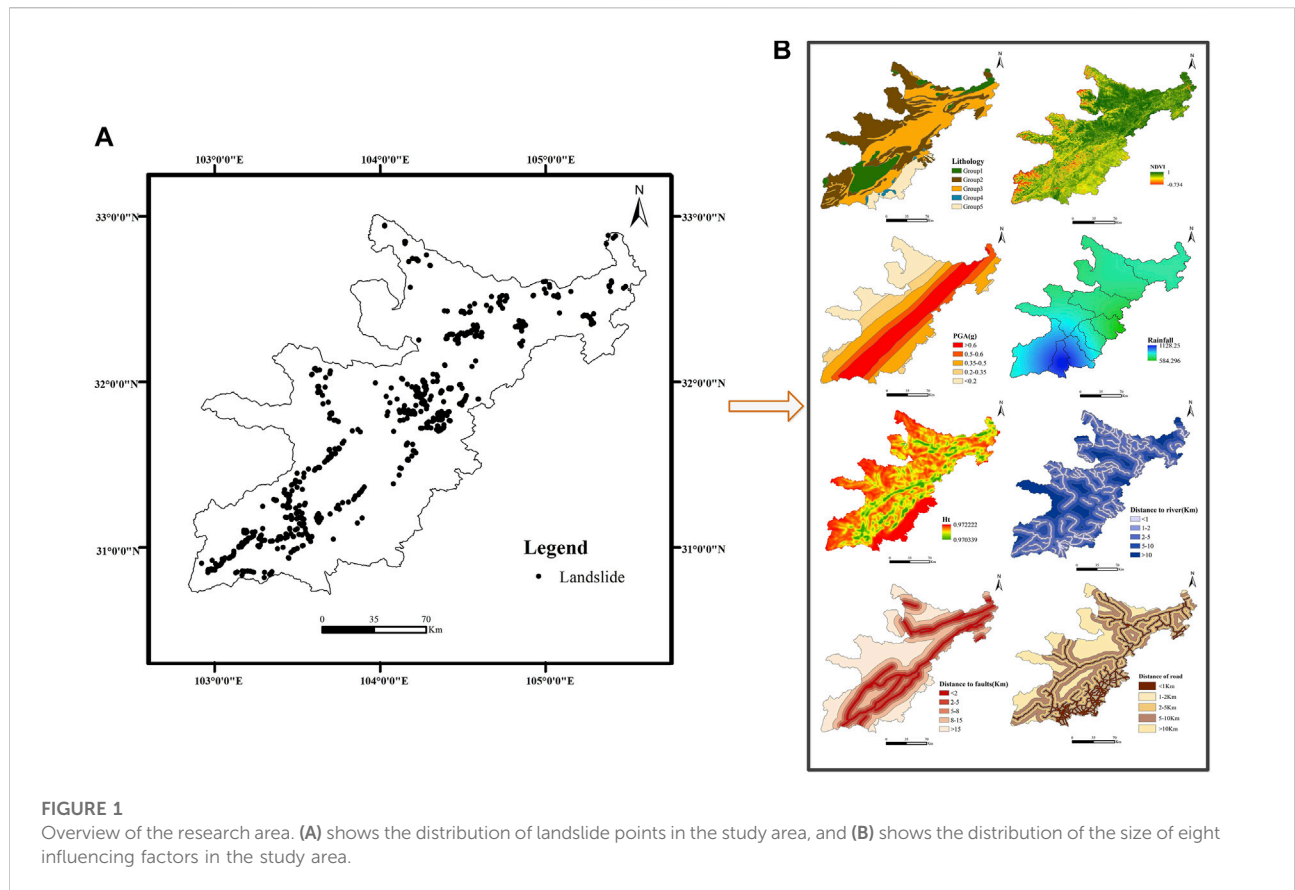 A
103°0'0"E
104°0'0"E
105°0'0"E
33°0'0"N
33°0'0"N
32°0'0"N
32°0'0"N
31°0'0"N
31°0'0"N
103°0'0"E
104°0'0"E
105°0'0"E
N
Legend
Landslide
0 35 70
Km
B
N
Lithology
Group1
Group2
Group3
Group4
Group5
N
NDVI
1
-0.734
N
PGA(g)
>0.6
0.5-0.6
0.35-0.5
0.2-0.35
<0.2
N
Rainfall
1128.25
584.296
N
Ht
0.972222
0.970339
N
Distance to river(Km)
<1
1-2
2-5
5-10
>10
N
Distance to faults(Km)
<2
2-5
5-8
8-15
>15
N
Distance of road
<1Km
1-2Km
2-5Km
5-10Km
>10Km
FIGURE 1
Overview of the research area. (A) shows the distribution of landslide points in the study area, and (B) shows the distribution of the size of eight
influencing factors in the study area.